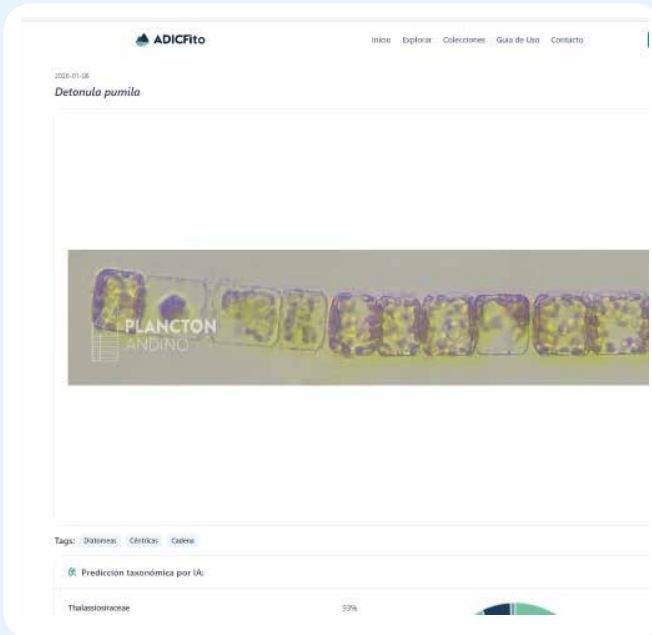 ADICFito
Inicio Explorar Colecciones Guía de Uso Contacto
2026-01-08
Detonula pumila
PLANCTON
ANDINO
Tags: Diatomeas Céntricas Cadena
Predicción taxonómica por IA:
Thalassiosiraceae 93%